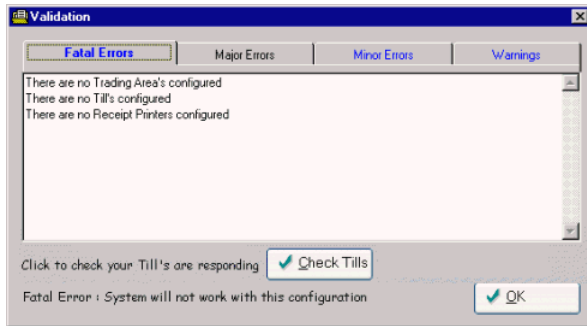 Validation
Fatal Errors
Major Errors
Minor Errors
Warnings
There are no Trading Area's configured
There are no Till's configured
There are no Receipt Printers configured
Click to check your Till's are responding
Check Tills
Fatal Error : System will not work with this configuration
OK